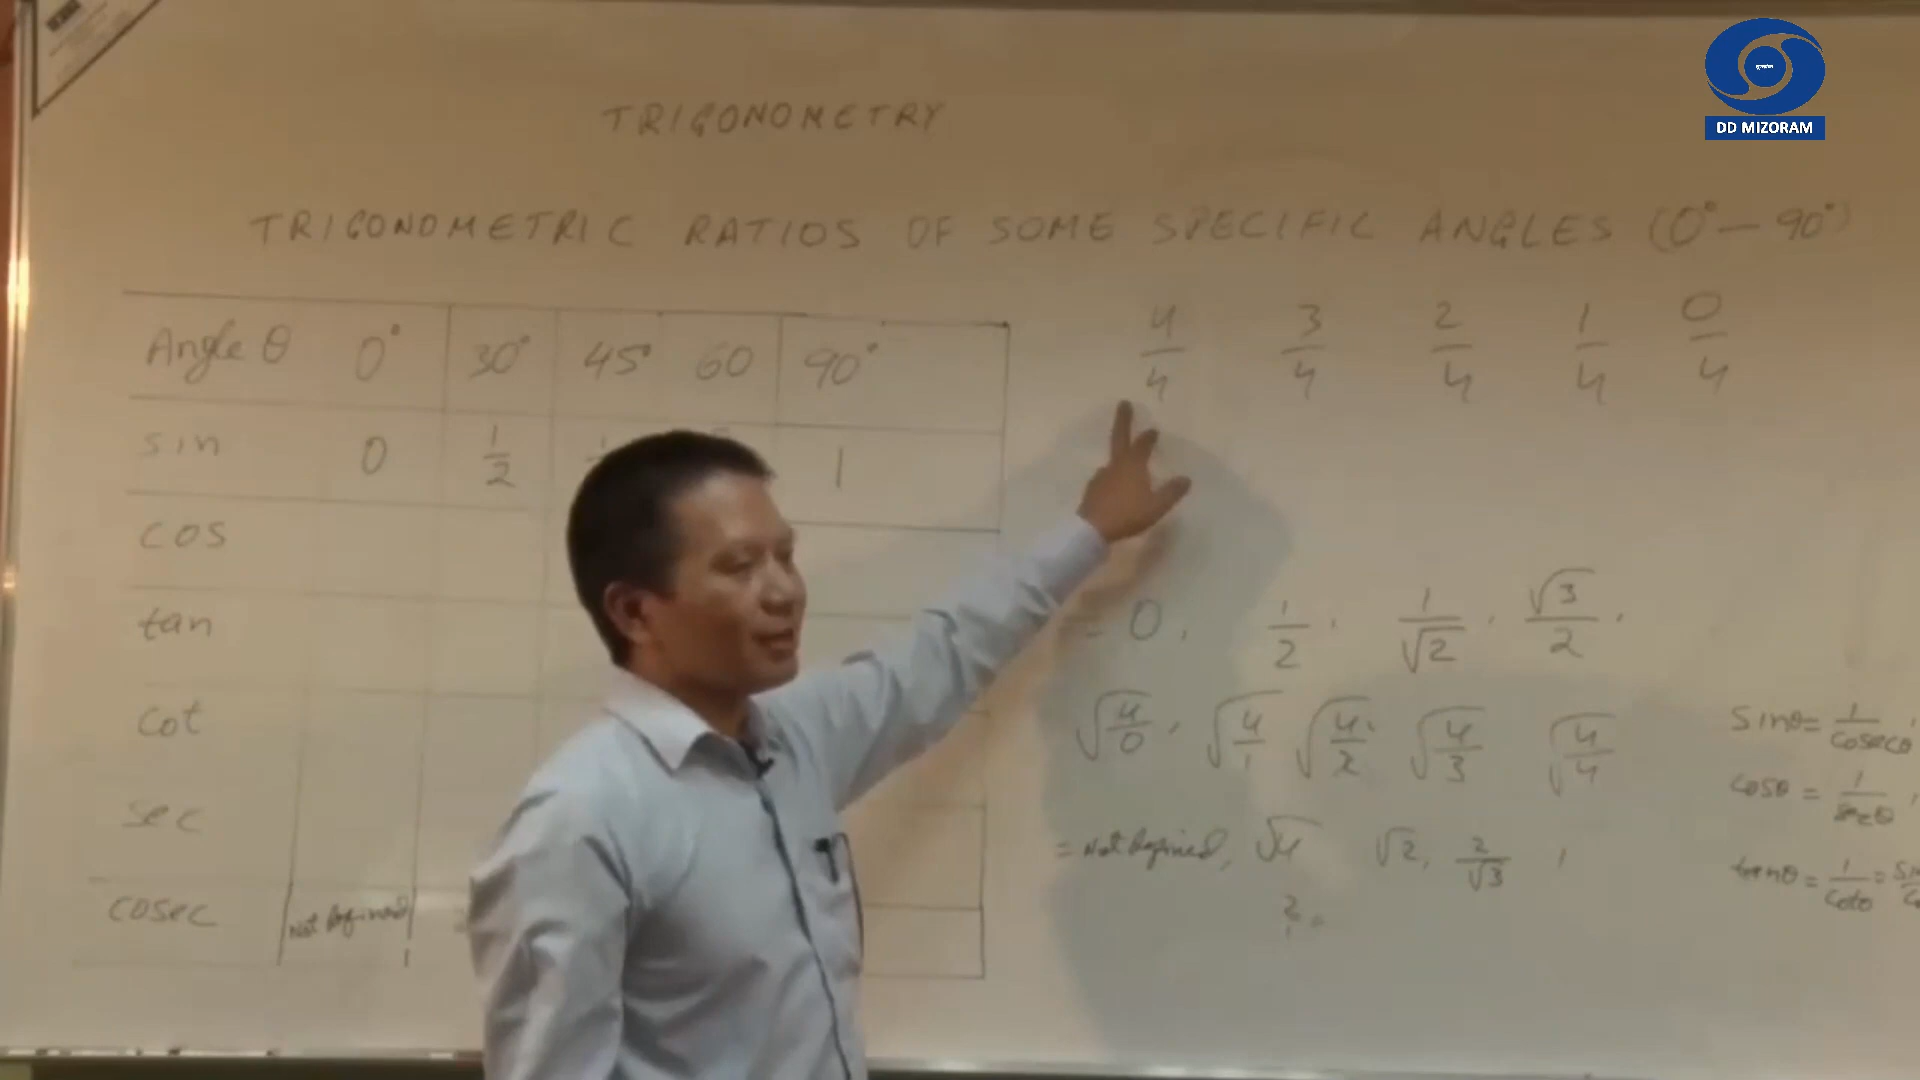 DD MIZORAM
TRIGONOMETRY
TRIGONOMETRIC RATIOS OF SOME SPECIFIC ANGLES (0° — 90°)
Angle θ 0° 30° 45° 60 90°
sin 0 1/2 1
cos
tan
cot
sec
cosec Not defined
4/4 3/4 2/4 1/4 0/4
= 0, 1/2, 1/√2, √3/2,
√4/0, √4/1 √4/2, √4/3 √4/4
= Not defined, √4 √2, 2/√3,
sinθ = 1/cosecθ,
cosθ = 1/secθ,
tanθ = 1/cotθ =